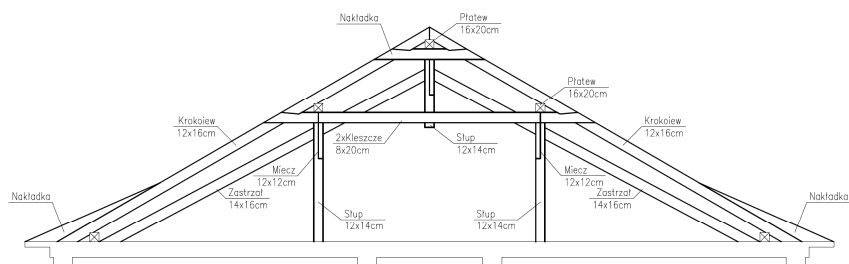 Nakładka
Płatew
16x20cm
Płatew
16x20cm
Krokoiew
12x16cm
2xKleszcze
8x20cm
Słup
12x14cm
Krokoiew
12x16cm
Miecz
12x12cm
Miecz
12x12cm
Zastrzał
14x16cm
Zastrzał
14x16cm
Nakładka
Nakładka
Słup
12x14cm
Słup
12x14cm